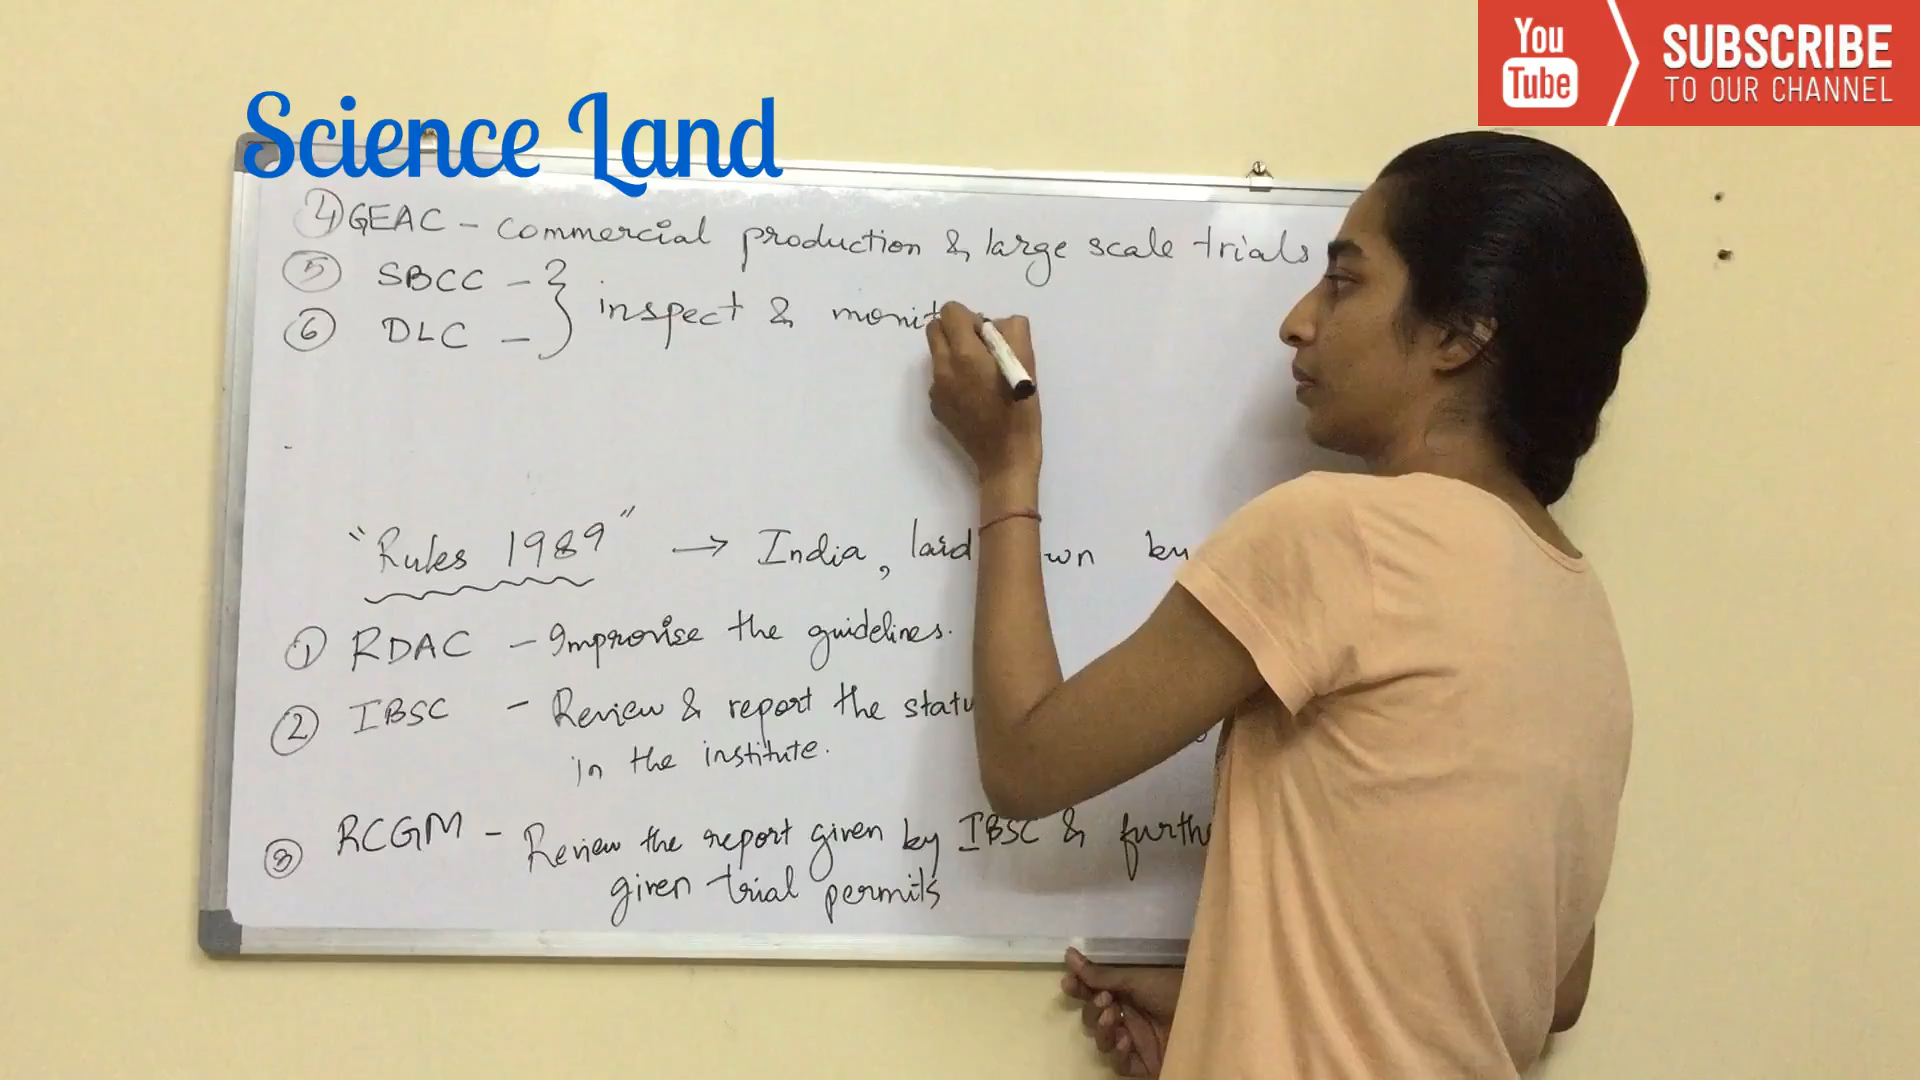 You
Tube
SUBSCRIBE
TO OUR CHANNEL
Science Land
4) GEAC - commercial production & large scale trials
5 SBCC -
6 DLC -
} inspect & monit
"Rules 1989" → India, laid wn by
1 RDAC - Improvise the guidelines.
2 IBSC - Review & report the statu
in the institute.
3 RCGM - Review the report given by IBSC & furthe
given trial permits